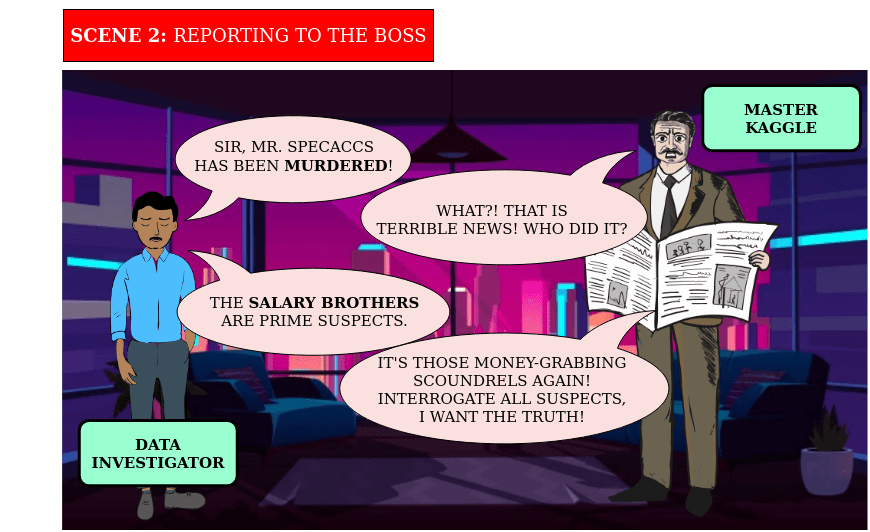 SCENE 2: REPORTING TO THE BOSS
MASTER
KAGGLE
SIR, MR. SPECACCS
HAS BEEN MURDERED!
WHAT?! THAT IS
TERRIBLE NEWS! WHO DID IT?
THE SALARY BROTHERS
ARE PRIME SUSPECTS.
IT'S THOSE MONEY-GRABBING
SCOUNDRELS AGAIN!
INTERROGATE ALL SUSPECTS,
I WANT THE TRUTH!
DATA
INVESTIGATOR